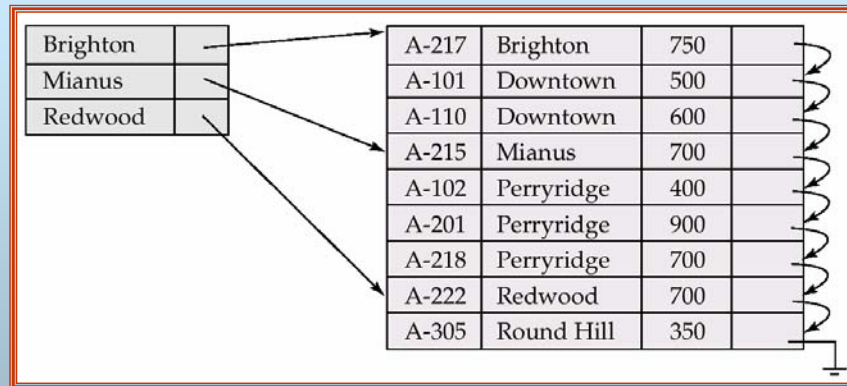 Brighton
Mianus
Redwood
A-217 Brighton 750
A-101 Downtown 500
A-110 Downtown 600
A-215 Mianus 700
A-102 Perryridge 400
A-201 Perryridge 900
A-218 Perryridge 700
A-222 Redwood 700
A-305 Round Hill 350